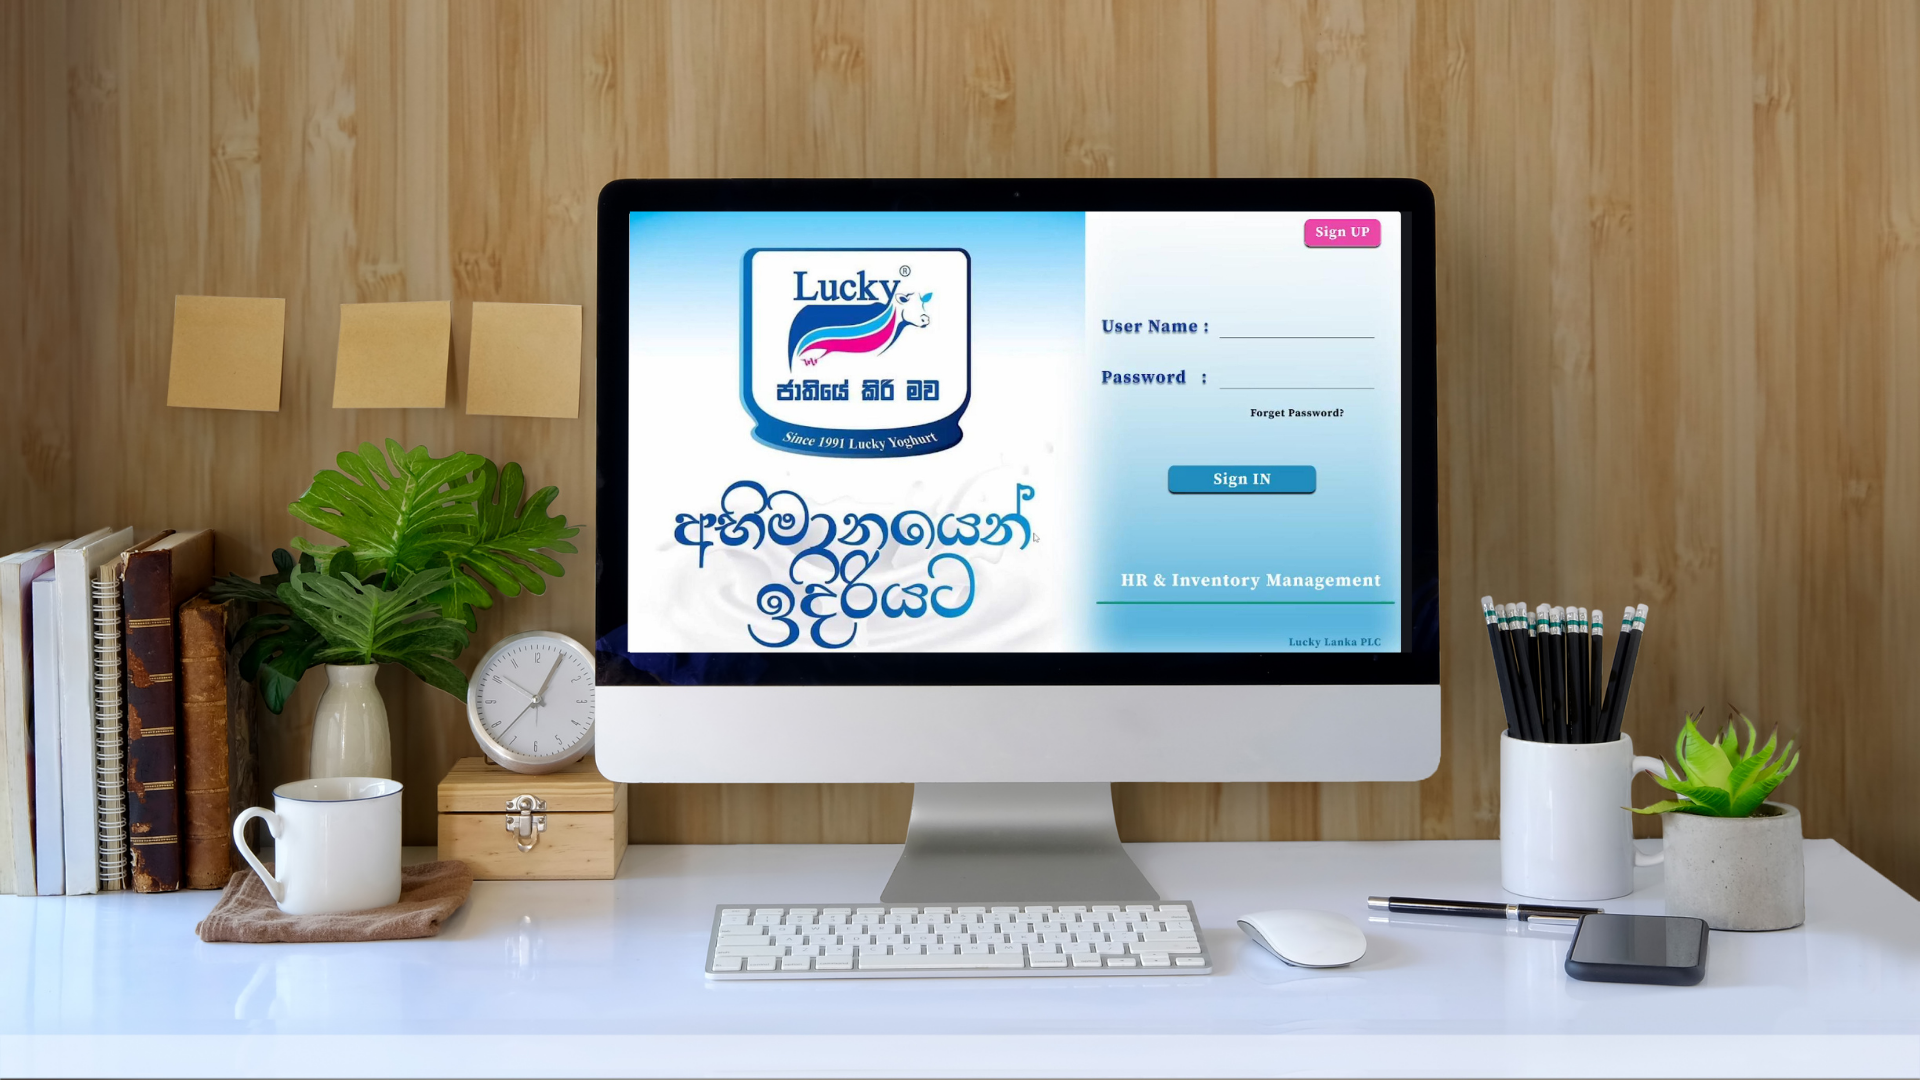 Lucky®
ජාතියේ කිරි මව
Since 1991 Lucky Yoghurt
අභිමානයෙන්
ඉදිරියට
Sign UP
User Name :
Password :
Forget Password?
Sign IN
HR & Inventory Management
Lucky Lanka PLC